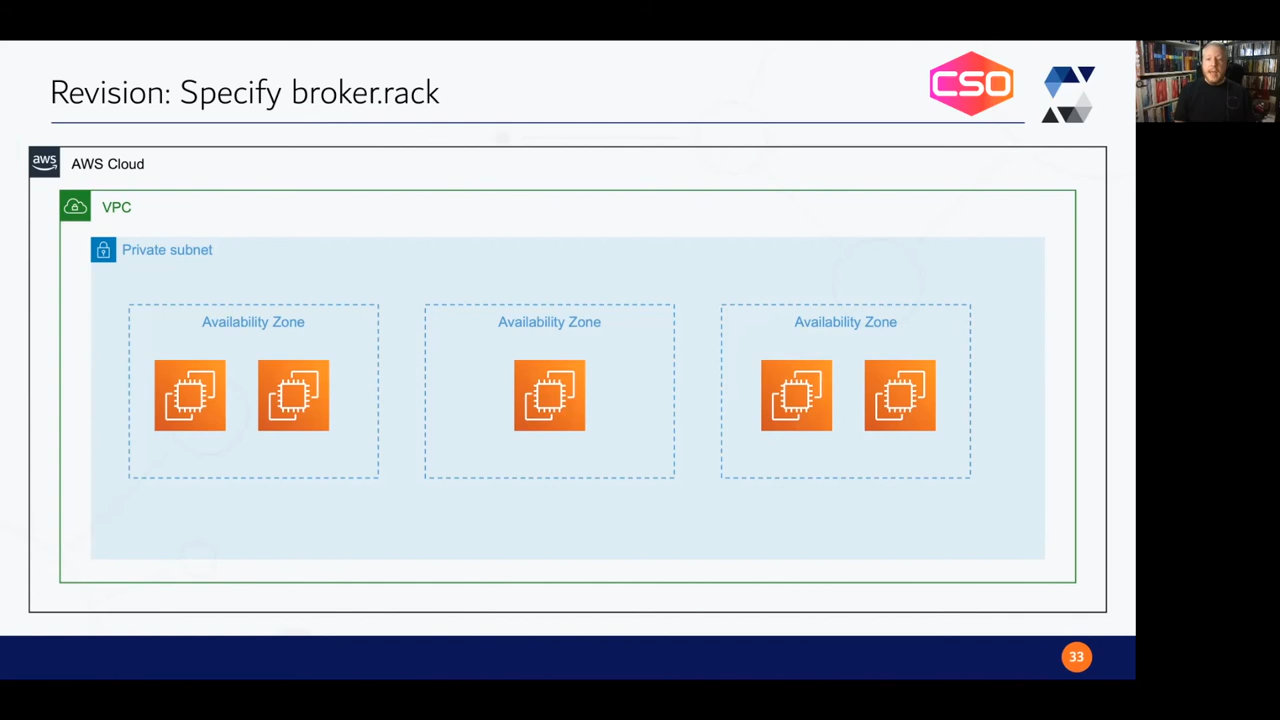 Revision: Specify broker.rack
CSO
aws
AWS Cloud
VPC
Private subnet
Availability Zone
Availability Zone
Availability Zone
33